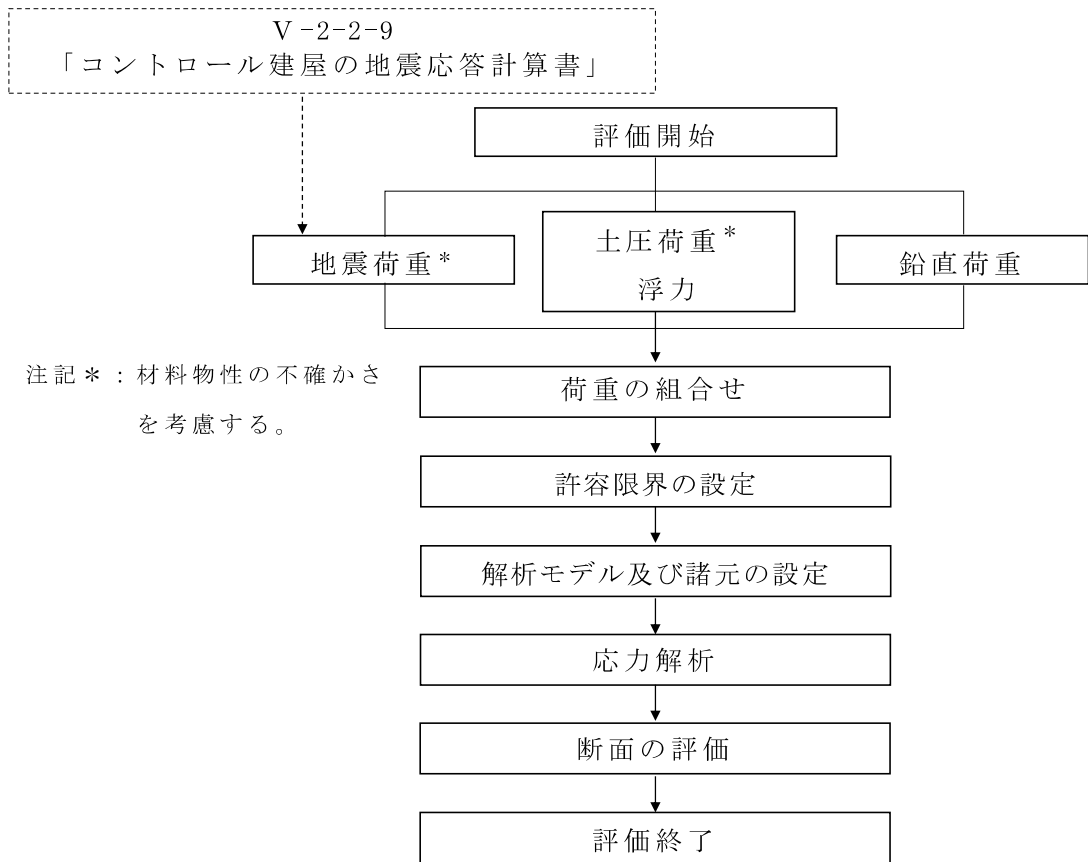 Ⅴ-2-2-9
「コントロール建屋の地震応答計算書」
評価開始
地震荷重*
土圧荷重*
浮力
鉛直荷重
注記*：材料物性の不確かさ
を考慮する。
荷重の組合せ
許容限界の設定
解析モデル及び諸元の設定
応力解析
断面の評価
評価終了